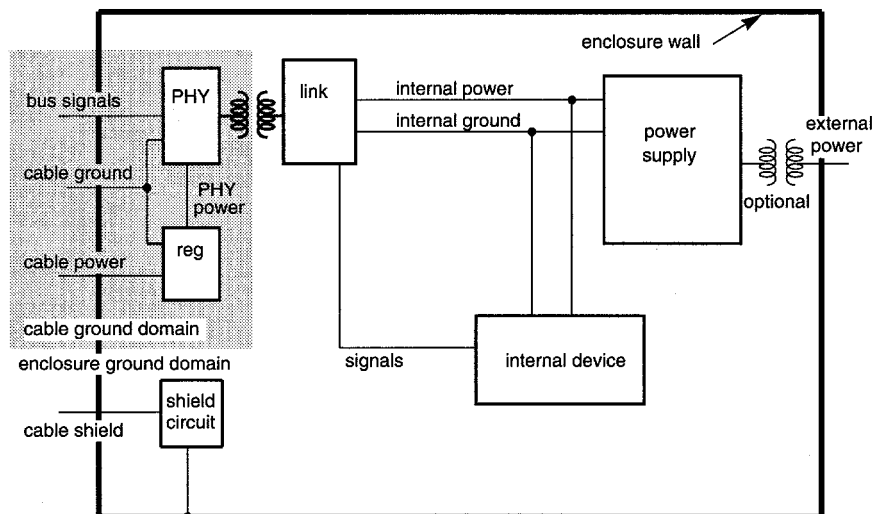 enclosure wall
PHY
link
bus signals
internal power
internal ground
power
supply
external
power
cable ground
PHY
power
optional
reg
cable power
cable ground domain
enclosure ground domain
signals
internal device
shield
circuit
cable shield